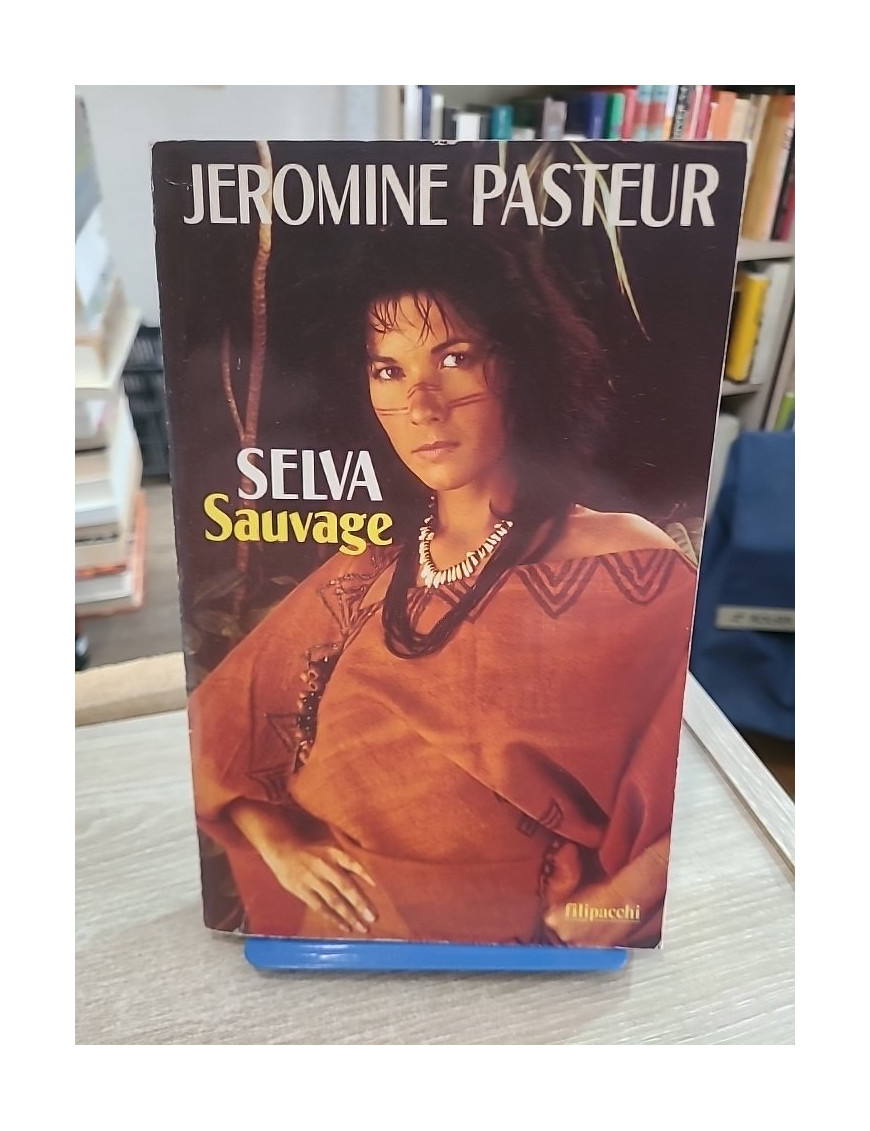 JEROMINE PASTEUR
SELVA
Sauvage
filipacchi